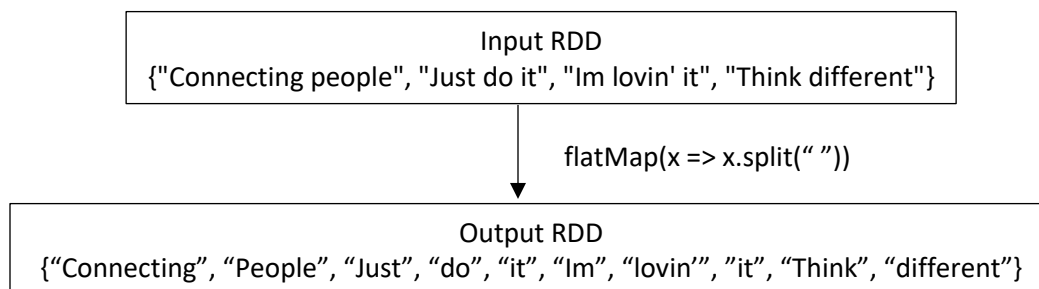 Input RDD
{"Connecting people", "Just do it", "Im lovin' it", "Think different"}
flatMap(x => x.split(“ ”))
Output RDD
{“Connecting”, “People”, “Just”, “do”, “it”, “Im”, “lovin’”, ”it”, “Think”, “different”}